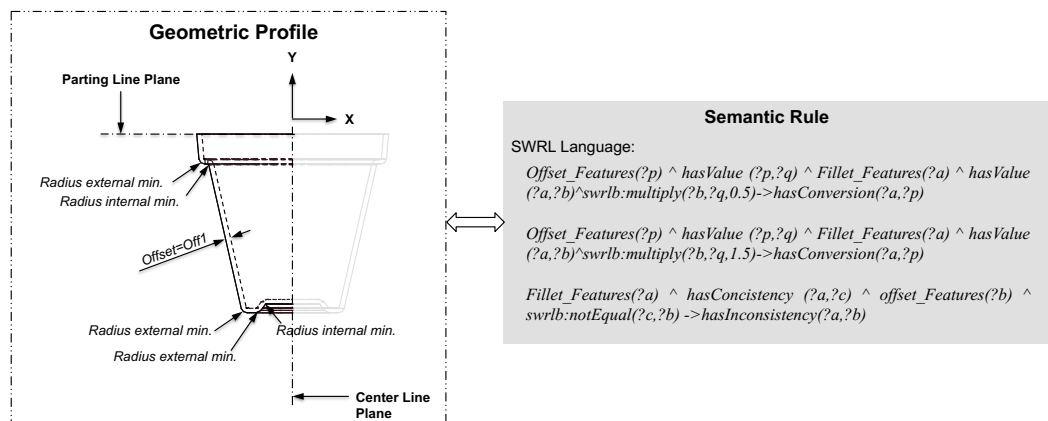 Geometric Profile
Y
Parting Line Plane
X
Radius external min.
Radius internal min.
Offset=Off1
Radius external min.
Radius internal min.
Radius external min.
Center Line
Plane
Semantic Rule
SWRL Language:
Offset_Features(?p) ^ hasValue (?p,?q) ^ Fillet_Features(?a) ^ hasValue
(?a,?b)^swrlb:multiply(?b,?q,0.5)->hasConversion(?a,?p)
Offset_Features(?p) ^ hasValue (?p,?q) ^ Fillet_Features(?a) ^ hasValue
(?a,?b)^swrlb:multiply(?b,?q,1.5)->hasConversion(?a,?p)
Fillet_Features(?a) ^ hasConcistency (?a,?c) ^ offset_Features(?b) ^
swrlb:notEqual(?c,?b) ->hasInconsistency(?a,?b)